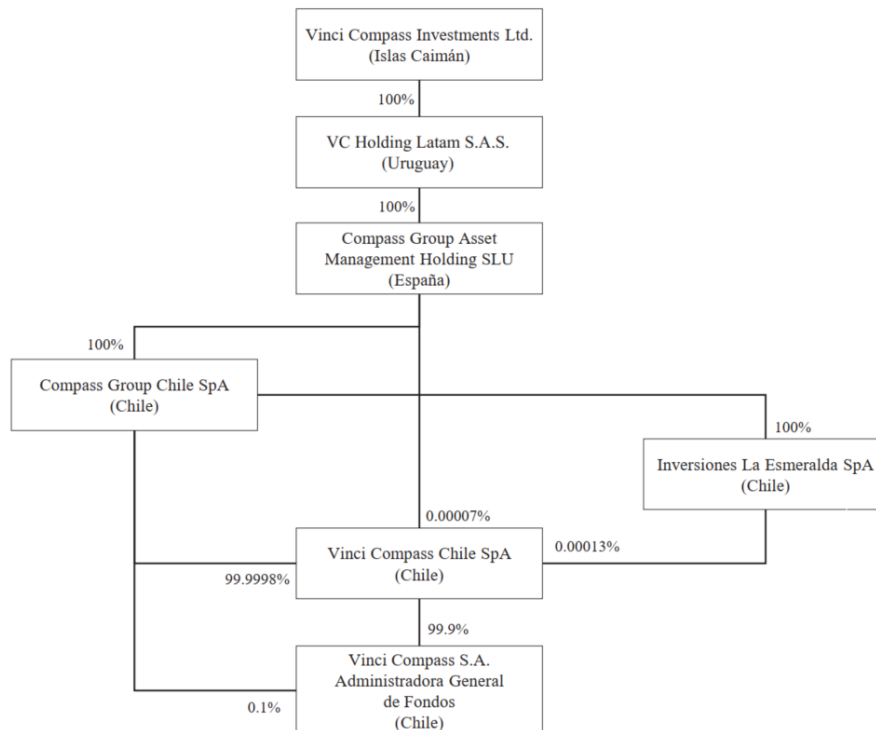 Vinci Compass Investments Ltd.
(Islas Caimán)
100%
VC Holding Latam S.A.S.
(Uruguay)
100%
Compass Group Asset
Management Holding SLU
(España)
100%
Compass Group Chile SpA
(Chile)
100%
Inversiones La Esmeralda SpA
(Chile)
0.00007%
Vinci Compass Chile SpA
(Chile)
0.00013%
99.9998%
99.9%
Vinci Compass S.A.
Administradora General
de Fondos
(Chile)
0.1%